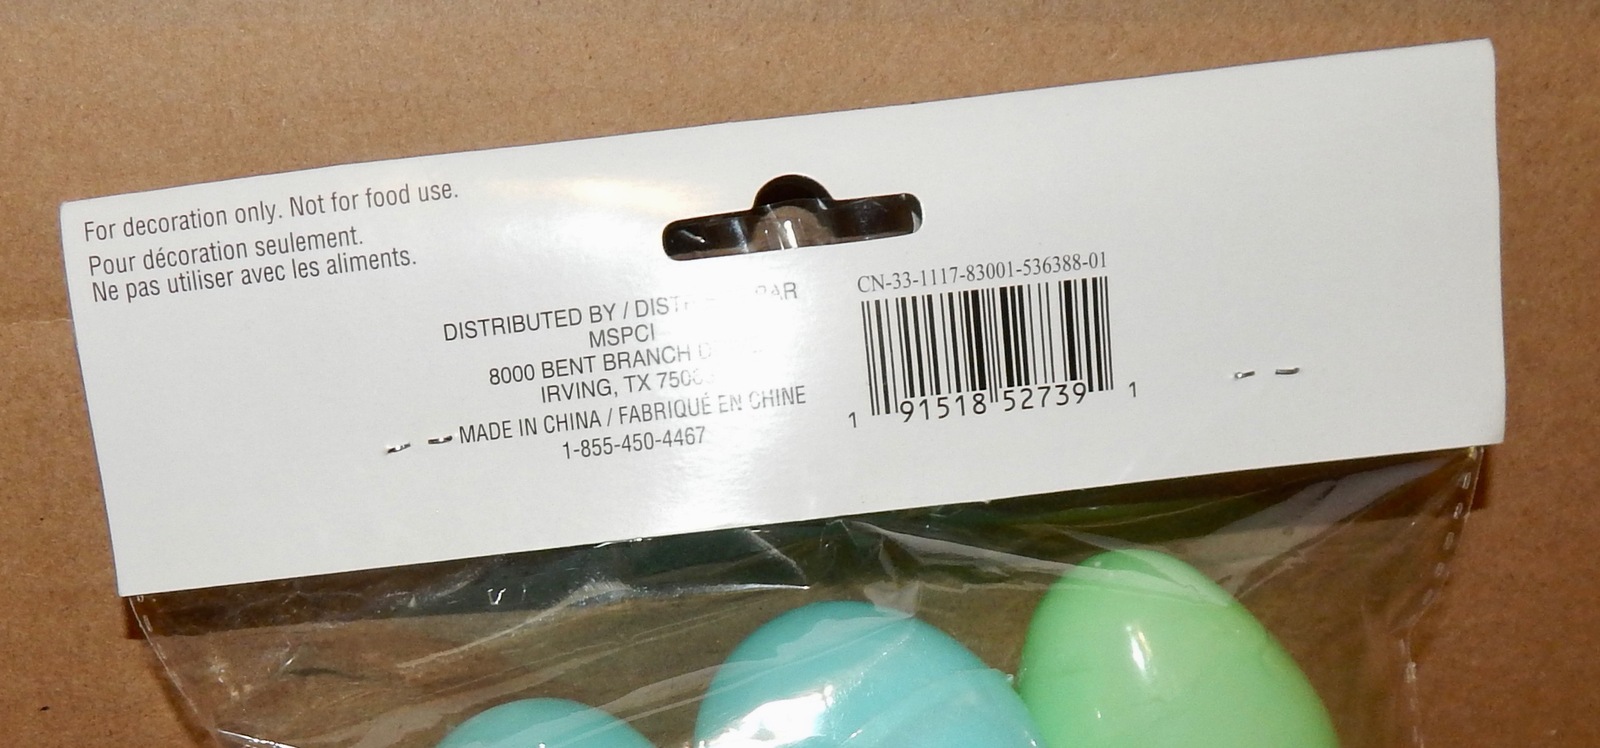 For decoration only. Not for food use.
Pour décoration seulement.
Ne pas utiliser avec les aliments.
DISTRIBUTED BY /
MSPCI
8000 BENT BRANCH
IRVING, TX
MADE IN CHINA / FABRIQUÉ EN CHINE
1-855-450-4467
CN-33-1117-83001-536388-01
1 91518 52739 1